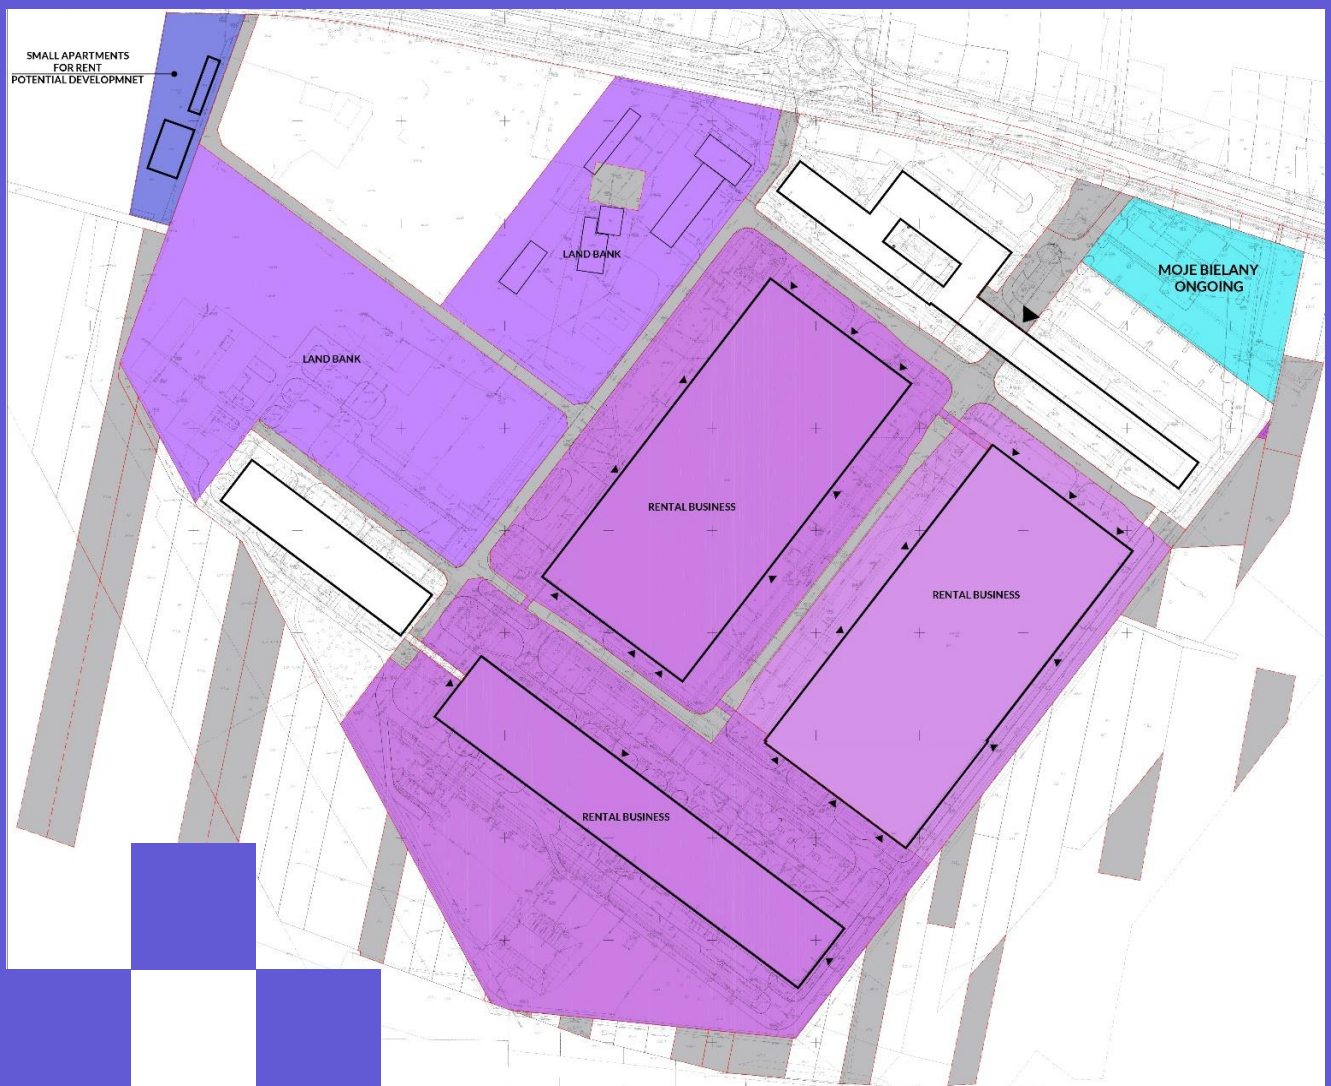 SMALL APARTMENTS
FOR RENT
POTENTIAL DEVELOPMNET
LAND BANK
MOJE BIELANY
ONGOING
LAND BANK
RENTAL BUSINESS
RENTAL BUSINESS
RENTAL BUSINESS